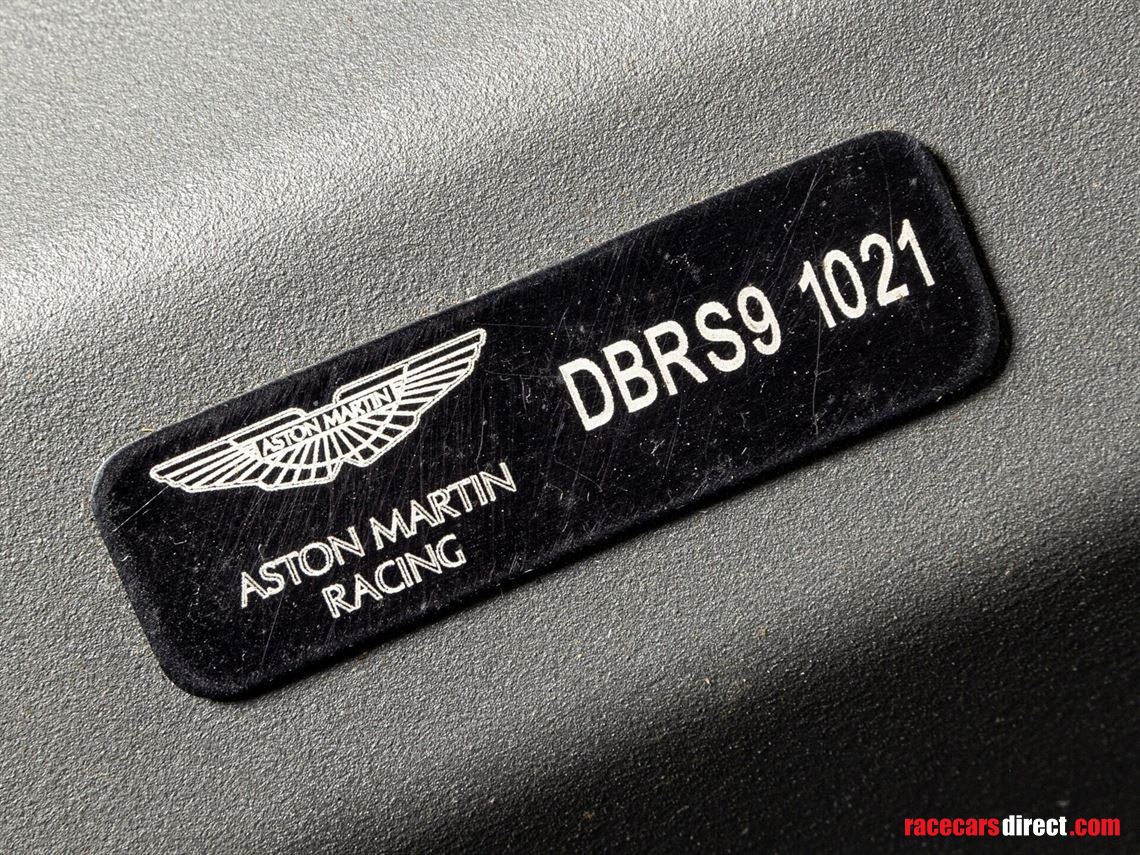 DBRS9 1021
ASTON MARTIN
ASTON MARTIN
RACING
racecarsdirect.com